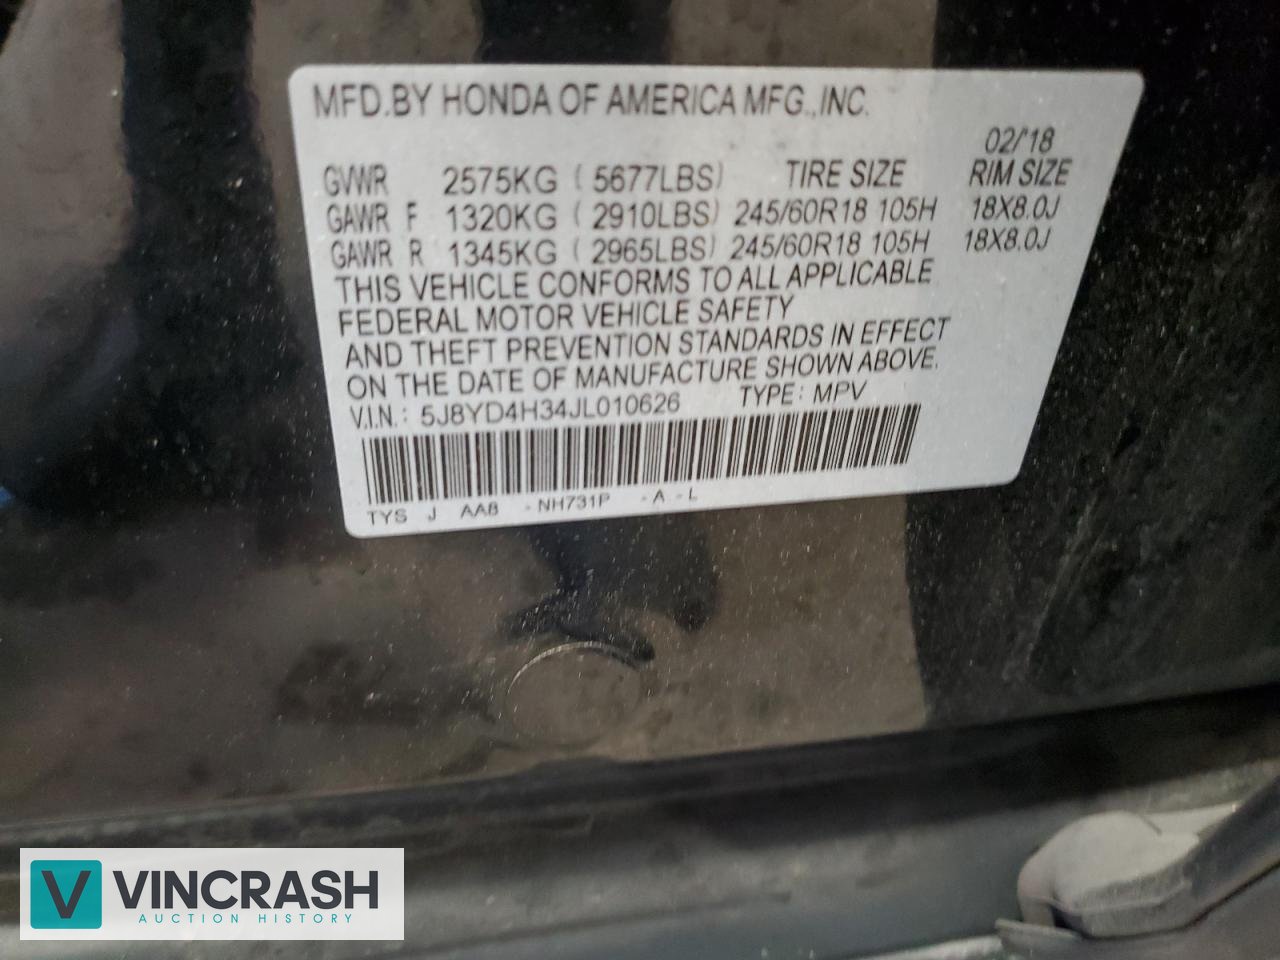 MFD.BY HONDA OF AMERICA MFG.,INC.
02/'18
GVWR 2575KG ( 5677LBS) TIRE SIZE RIM SIZE
GAWR F 1320KG ( 2910LBS) 245/60R18 105H 18X8.0J
GAWR R 1345KG ( 2965LBS) 245/60R18 105H 18X8.0J
THIS VEHICLE CONFORMS TO ALL APPLICABLE
FEDERAL MOTOR VEHICLE SAFETY
AND THEFT PREVENTION STANDARDS IN EFFECT
ON THE DATE OF MANUFACTURE SHOWN ABOVE.
V.I.N.: 5J8YD4H34JL010626 TYPE: MPV
TYS J AA8 - NH731P - A - L
V VINCRASH
AUCTION HISTORY